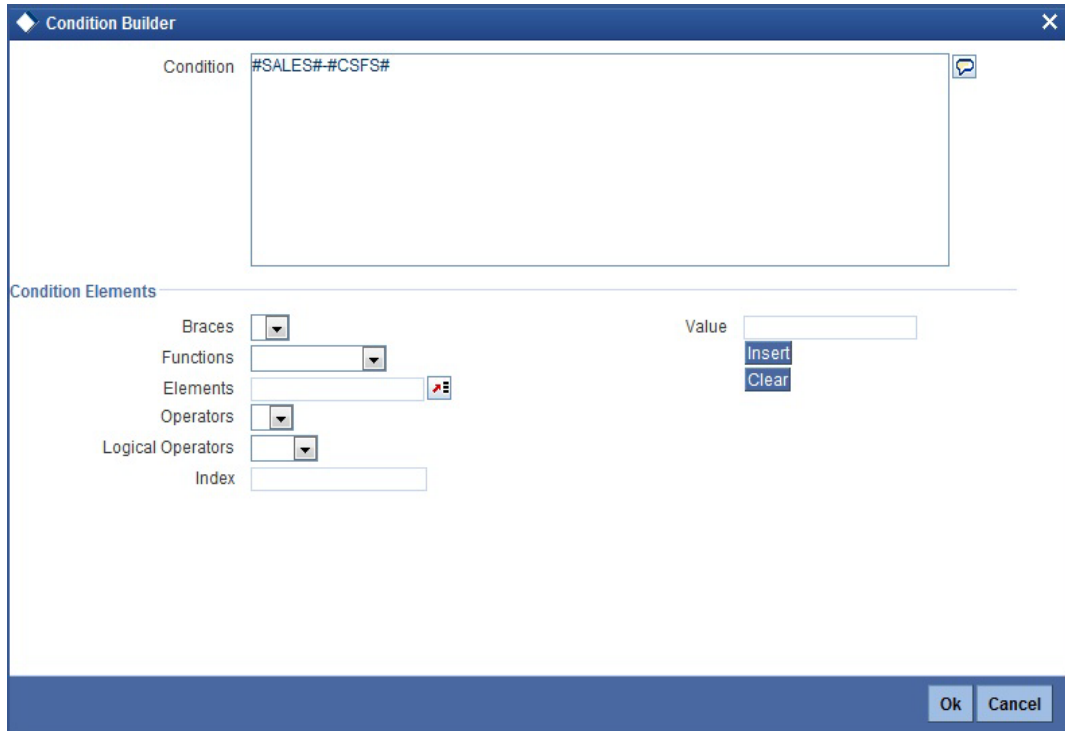 Condition Builder
Condition #SALES#-#CSFS#
Condition Elements
Braces
Value
Functions
Insert
Elements
Clear
Operators
Logical Operators
Index
Ok Cancel